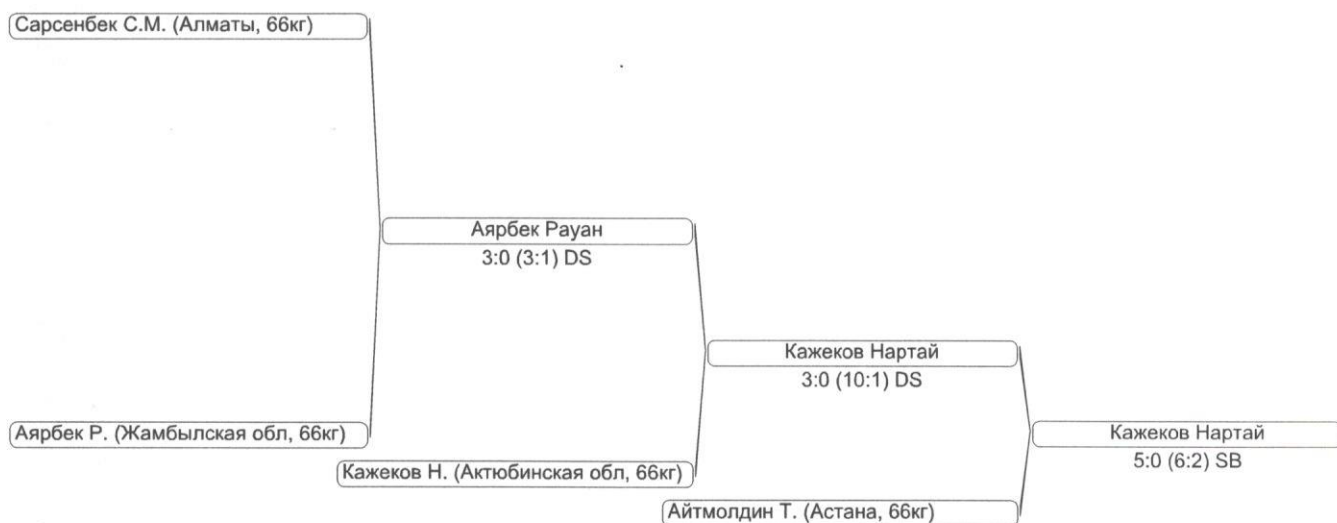 Сарсенбек С.М. (Алматы, 66кг)
Аярбек Рауан
3:0 (3:1) DS
Кажеков Нартай
3:0 (10:1) DS
Аярбек Р. (Жамбылская обл, 66кг)
Кажеков Нартай
5:0 (6:2) SB
Кажеков Н. (Актюбинская обл, 66кг)
Айтмолдин Т. (Астана, 66кг)